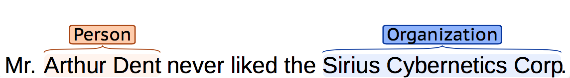 Person Organization
Mr. Arthur Dent never liked the Sirius Cybernetics Corp.